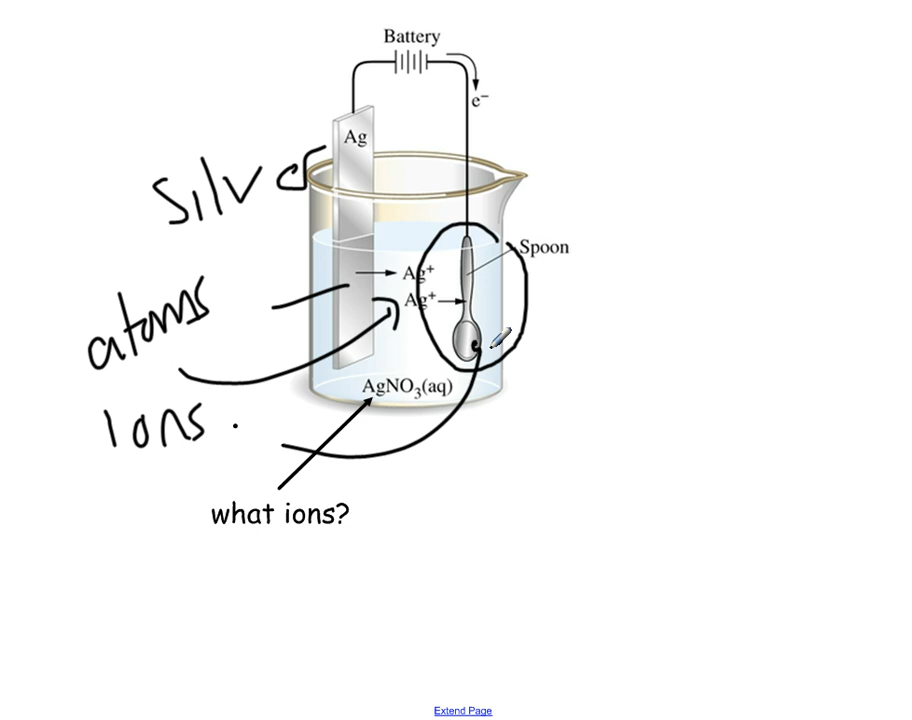 Battery
e⁻
Ag
Silver
Spoon
Ag⁺
Ag⁺
atoms
AgNO₃(aq)
ions.
what ions?
Extend Page